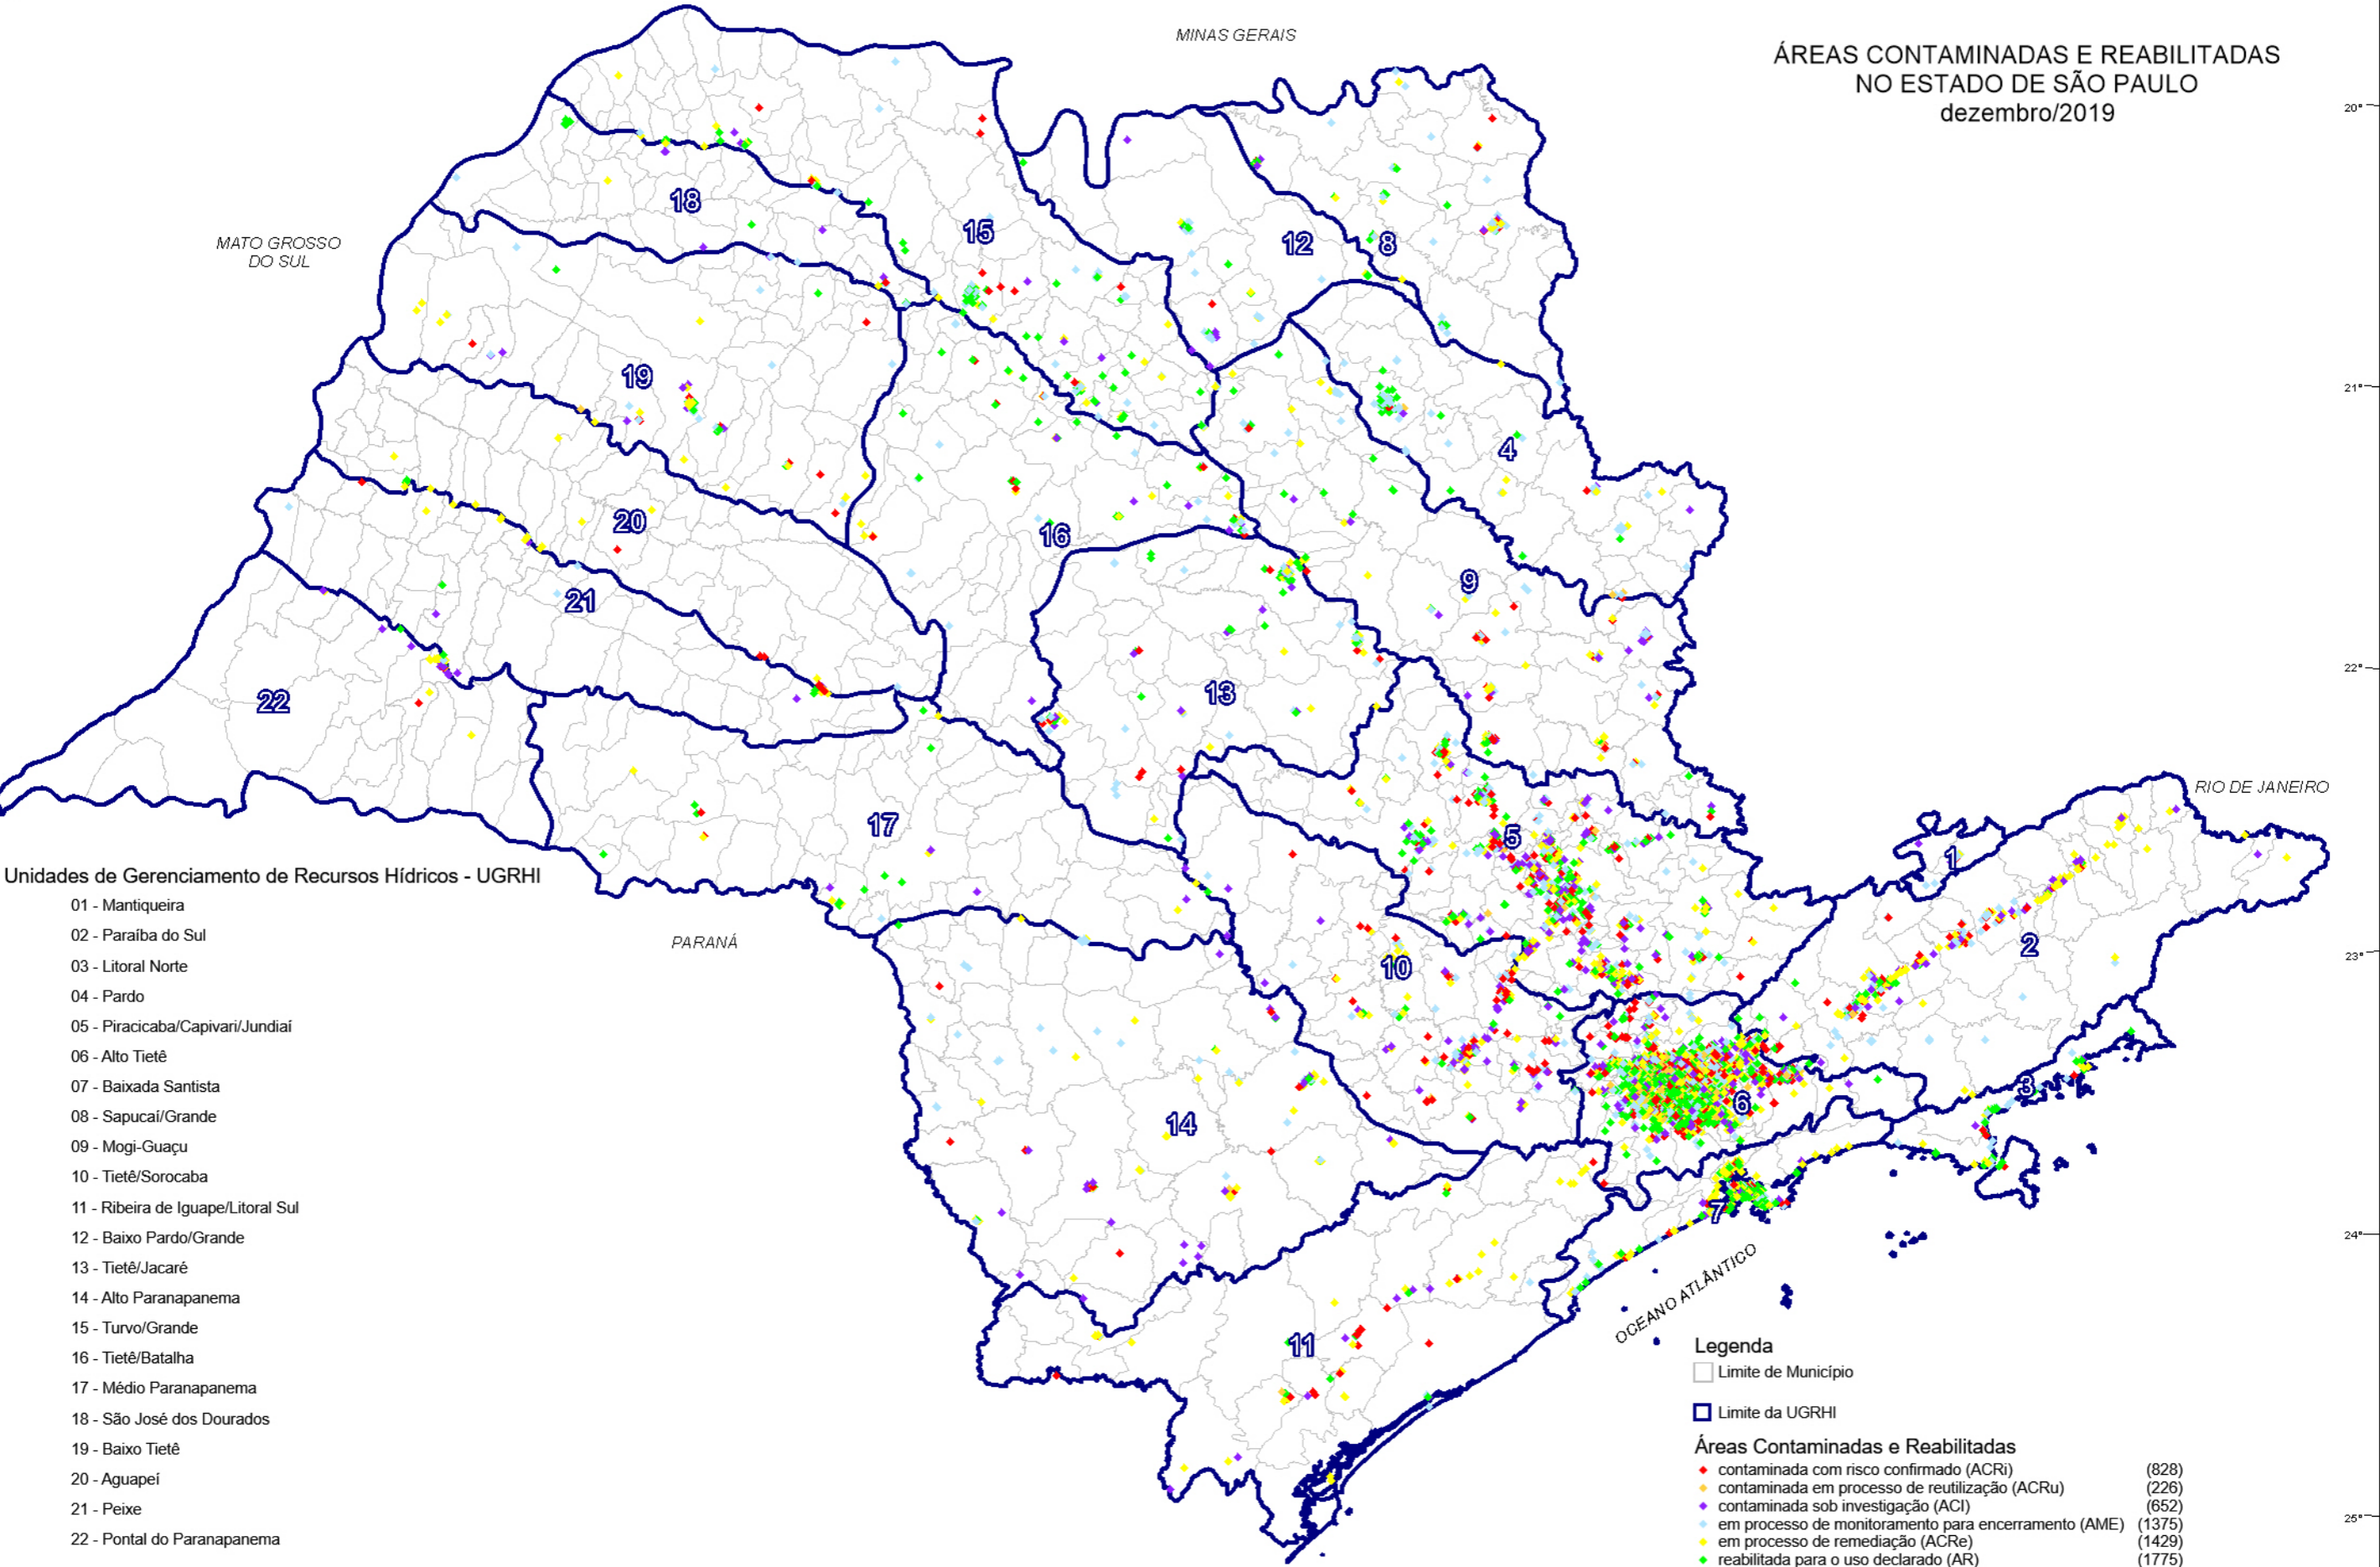 MINAS GERAIS
ÁREAS CONTAMINADAS E REABILITADAS
NO ESTADO DE SÃO PAULO
dezembro/2019
20°
MATO GROSSO
DO SUL
18
15
12
8
21°
19
4
20
16
9
21
22°
22
13
RIO DE JANEIRO
17
5
1
PARANÁ
2
23°
10
3
6
14
7
24°
OCEANO ATLÂNTICO
11
25°
Unidades de Gerenciamento de Recursos Hídricos - UGRHI
01 - Mantiqueira
02 - Paraíba do Sul
03 - Litoral Norte
04 - Pardo
05 - Piracicaba/Capivari/Jundiaí
06 - Alto Tietê
07 - Baixada Santista
08 - Sapucaí/Grande
09 - Mogi-Guaçu
10 - Tietê/Sorocaba
11 - Ribeira de Iguape/Litoral Sul
12 - Baixo Pardo/Grande
13 - Tietê/Jacaré
14 - Alto Paranapanema
15 - Turvo/Grande
16 - Tietê/Batalha
17 - Médio Paranapanema
18 - São José dos Dourados
19 - Baixo Tietê
20 - Aguapeí
21 - Peixe
22 - Pontal do Paranapanema
Legenda
Limite de Município
Limite da UGRHI
Áreas Contaminadas e Reabilitadas
contaminada com risco confirmado (ACRi) (828)
contaminada em processo de reutilização (ACRu) (226)
contaminada sob investigação (ACI) (652)
em processo de monitoramento para encerramento (AME) (1375)
em processo de remediação (ACRe) (1429)
reabilitada para o uso declarado (AR) (1775)